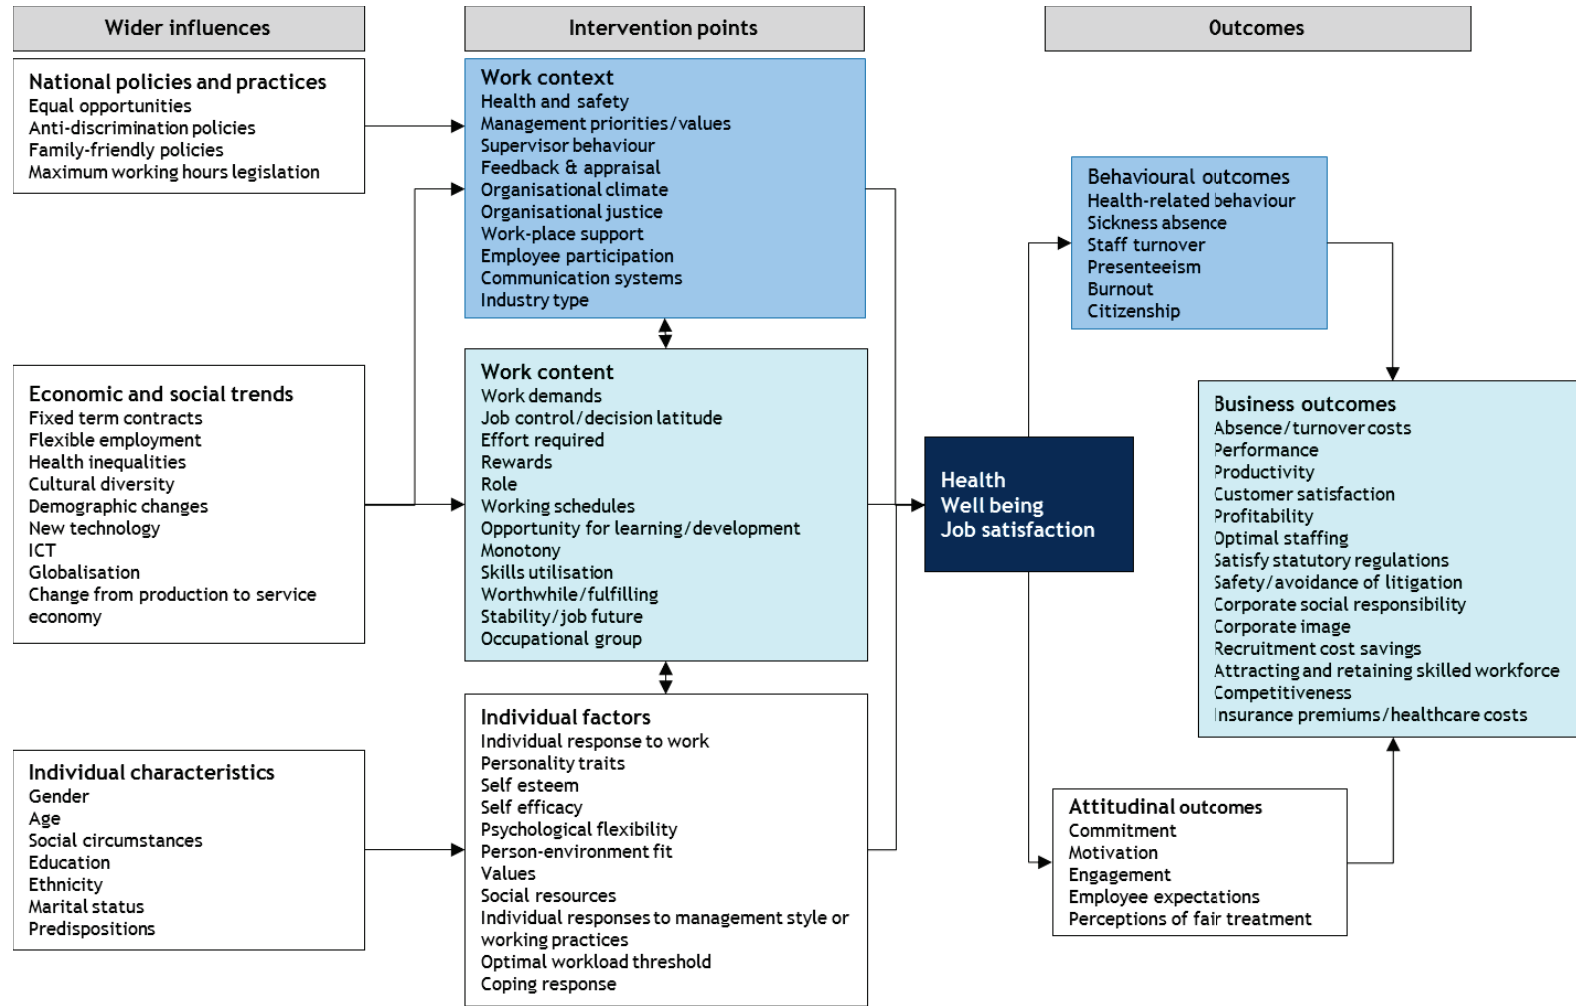 Wider influences
Intervention points
Outcomes
National policies and practices
Equal opportunities
Anti-discrimination policies
Family-friendly policies
Maximum working hours legislation
Economic and social trends
Fixed term contracts
Flexible employment
Health inequalities
Cultural diversity
Demographic changes
New technology
ICT
Globalisation
Change from production to service
economy
Individual characteristics
Gender
Age
Social circumstances
Education
Ethnicity
Marital status
Predispositions
Work context
Health and safety
Management priorities/values
Supervisor behaviour
Feedback & appraisal
Organisational climate
Organisational justice
Work-place support
Employee participation
Communication systems
Industry type
Work content
Work demands
Job control/decision latitude
Effort required
Rewards
Role
Working schedules
Opportunity for learning/development
Monotony
Skills utilisation
Worthwhile/fulfilling
Stability/job future
Occupational group
Individual factors
Individual response to work
Personality traits
Self esteem
Self efficacy
Psychological flexibility
Person-environment fit
Values
Social resources
Individual responses to management style or
working practices
Optimal workload threshold
Coping response
Health
Well being
Job satisfaction
Behavioural outcomes
Health-related behaviour
Sickness absence
Staff turnover
Presenteeism
Burnout
Citizenship
Business outcomes
Absence/turnover costs
Performance
Productivity
Customer satisfaction
Profitability
Optimal staffing
Satisfy statutory regulations
Safety/avoidance of litigation
Corporate social responsibility
Corporate image
Recruitment cost savings
Attracting and retaining skilled workforce
Competitiveness
Insurance premiums/healthcare costs
Attitudinal outcomes
Commitment
Motivation
Engagement
Employee expectations
Perceptions of fair treatment